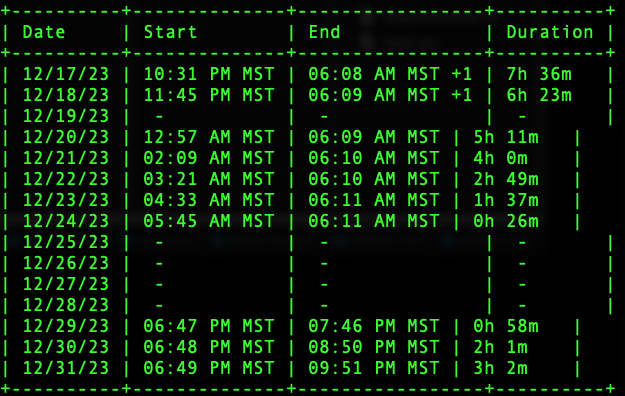 +----------+---------------+------------------+----------+
| Date     | Start         | End              | Duration |
+----------+---------------+------------------+----------+
| 12/17/23 | 10:31 PM MST | 06:08 AM MST +1 | 7h 36m   |
| 12/18/23 | 11:45 PM MST | 06:09 AM MST +1 | 6h 23m   |
| 12/19/23 |  -            |  -               |  -       |
| 12/20/23 | 12:57 AM MST | 06:09 AM MST | 5h 11m   |
| 12/21/23 | 02:09 AM MST | 06:10 AM MST | 4h 0m    |
| 12/22/23 | 03:21 AM MST | 06:10 AM MST | 2h 49m   |
| 12/23/23 | 04:33 AM MST | 06:11 AM MST | 1h 37m   |
| 12/24/23 | 05:45 AM MST | 06:11 AM MST | 0h 26m   |
| 12/25/23 |  -            |  -               |  -       |
| 12/26/23 |  -            |  -               |  -       |
| 12/27/23 |  -            |  -               |  -       |
| 12/28/23 |  -            |  -               |  -       |
| 12/29/23 | 06:47 PM MST | 07:46 PM MST | 0h 58m   |
| 12/30/23 | 06:48 PM MST | 08:50 PM MST | 2h 1m    |
| 12/31/23 | 06:49 PM MST | 09:51 PM MST | 3h 2m    |
+----------+---------------+------------------+----------+